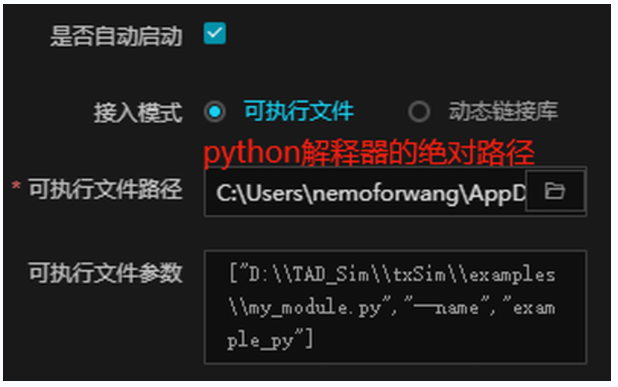 是否自动启动
接入模式 可执行文件 动态链接库
python解释器的绝对路径
* 可执行文件路径 C:\Users\nemoforwang\AppD
可执行文件参数 ["D:\\TAD_Sim\\txSim\\examples
\\my_module.py","—name","exam
ple_py"]